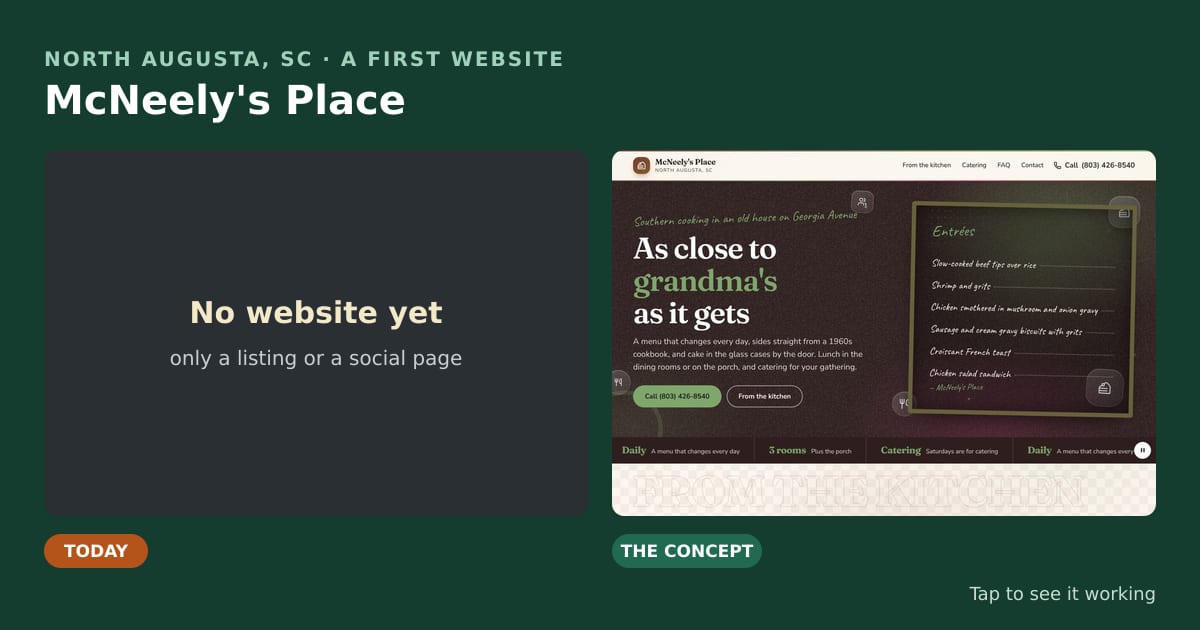 NORTH AUGUSTA, SC · A FIRST WEBSITE
McNeely's Place
No website yet
only a listing or a social page
TODAY
McNeely's Place
NORTH AUGUSTA, SC
From the kitchen
Catering
FAQ
Contact
Call (803) 426-8540
Southern cooking in an old house on Georgia Avenue
As close to
grandma's
as it gets
A menu that changes every day, sides straight from a 1960s
cookbook, and cake in the glass cases by the door. Lunch in the
dining rooms or on the porch, and catering for your gathering.
Call (803) 426-8540
From the kitchen
Entrées
Slow-cooked beef tips over rice
Shrimp and grits
Chicken smothered in mushroom and onion gravy
Sausage and cream gravy biscuits with grits
Croissant French toast
Chicken salad sandwich
– McNeely's Place
Daily A menu that changes every day
3 rooms Plus the porch
Catering Saturdays are for catering
Daily A menu that changes every
FROM THE KITCHEN
THE CONCEPT
Tap to see it working